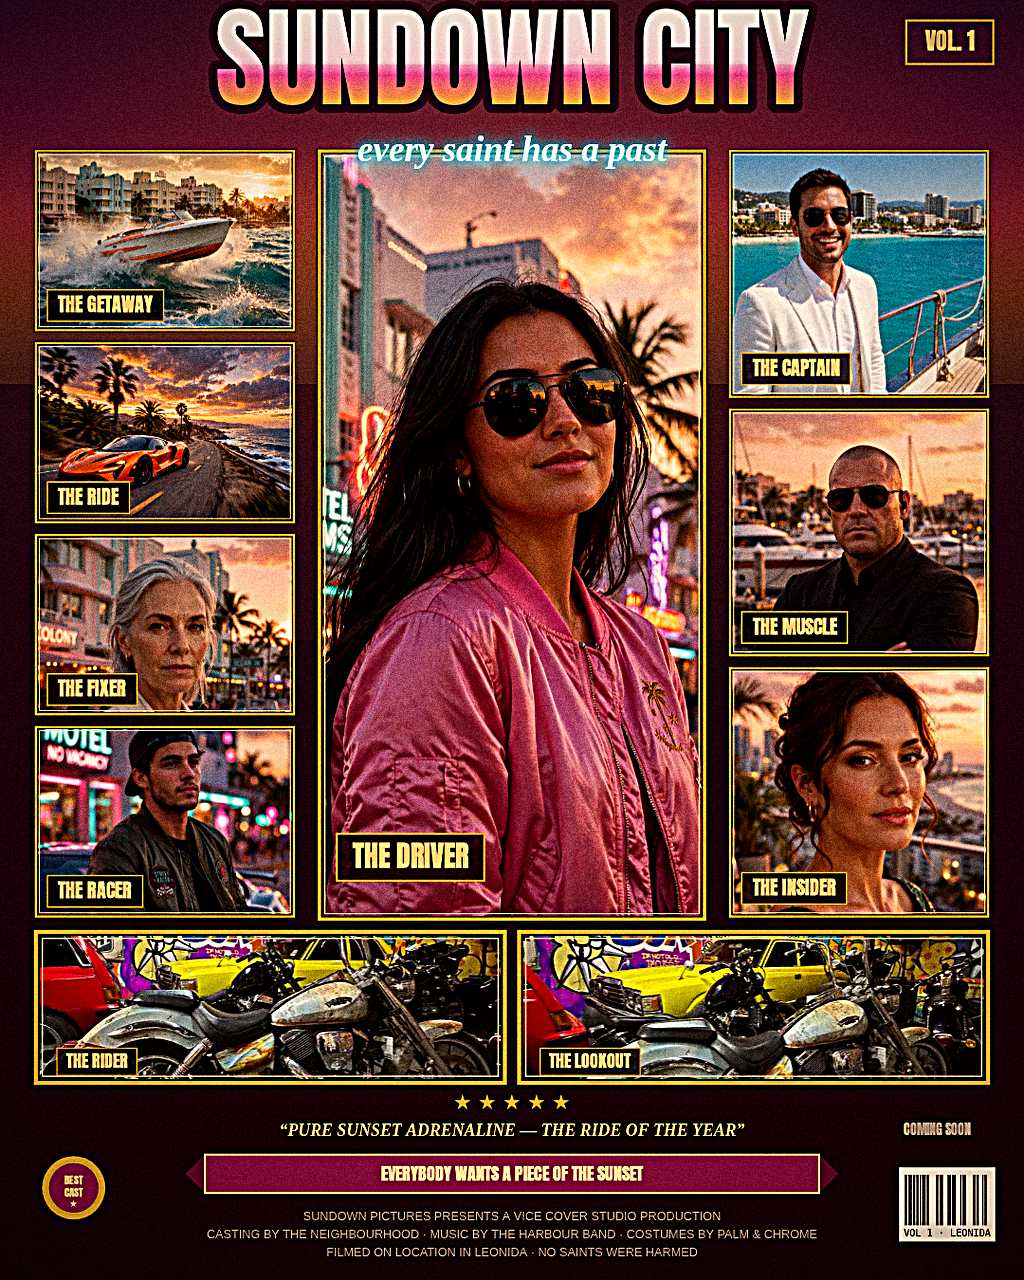 SUNDOWN CITY
VOL. 1
every saint has a past
THE GETAWAY
THE CAPTAIN
THE RIDE
THE MUSCLE
COLONY
THE FIXER
THE INSIDER
MOTEL
NO VACANCY
THE RACER
THE DRIVER
THE RIDER
THE LOOKOUT
★ ★ ★ ★ ★
“PURE SUNSET ADRENALINE — THE RIDE OF THE YEAR”
COMING SOON
EVERYBODY WANTS A PIECE OF THE SUNSET
BEST
CAST
★
SUNDOWN PICTURES PRESENTS A VICE COVER STUDIO PRODUCTION
CASTING BY THE NEIGHBOURHOOD · MUSIC BY THE HARBOUR BAND · COSTUMES BY PALM & CHROME
FILMED ON LOCATION IN LEONIDA · NO SAINTS WERE HARMED
VOL 1 · LEONIDA